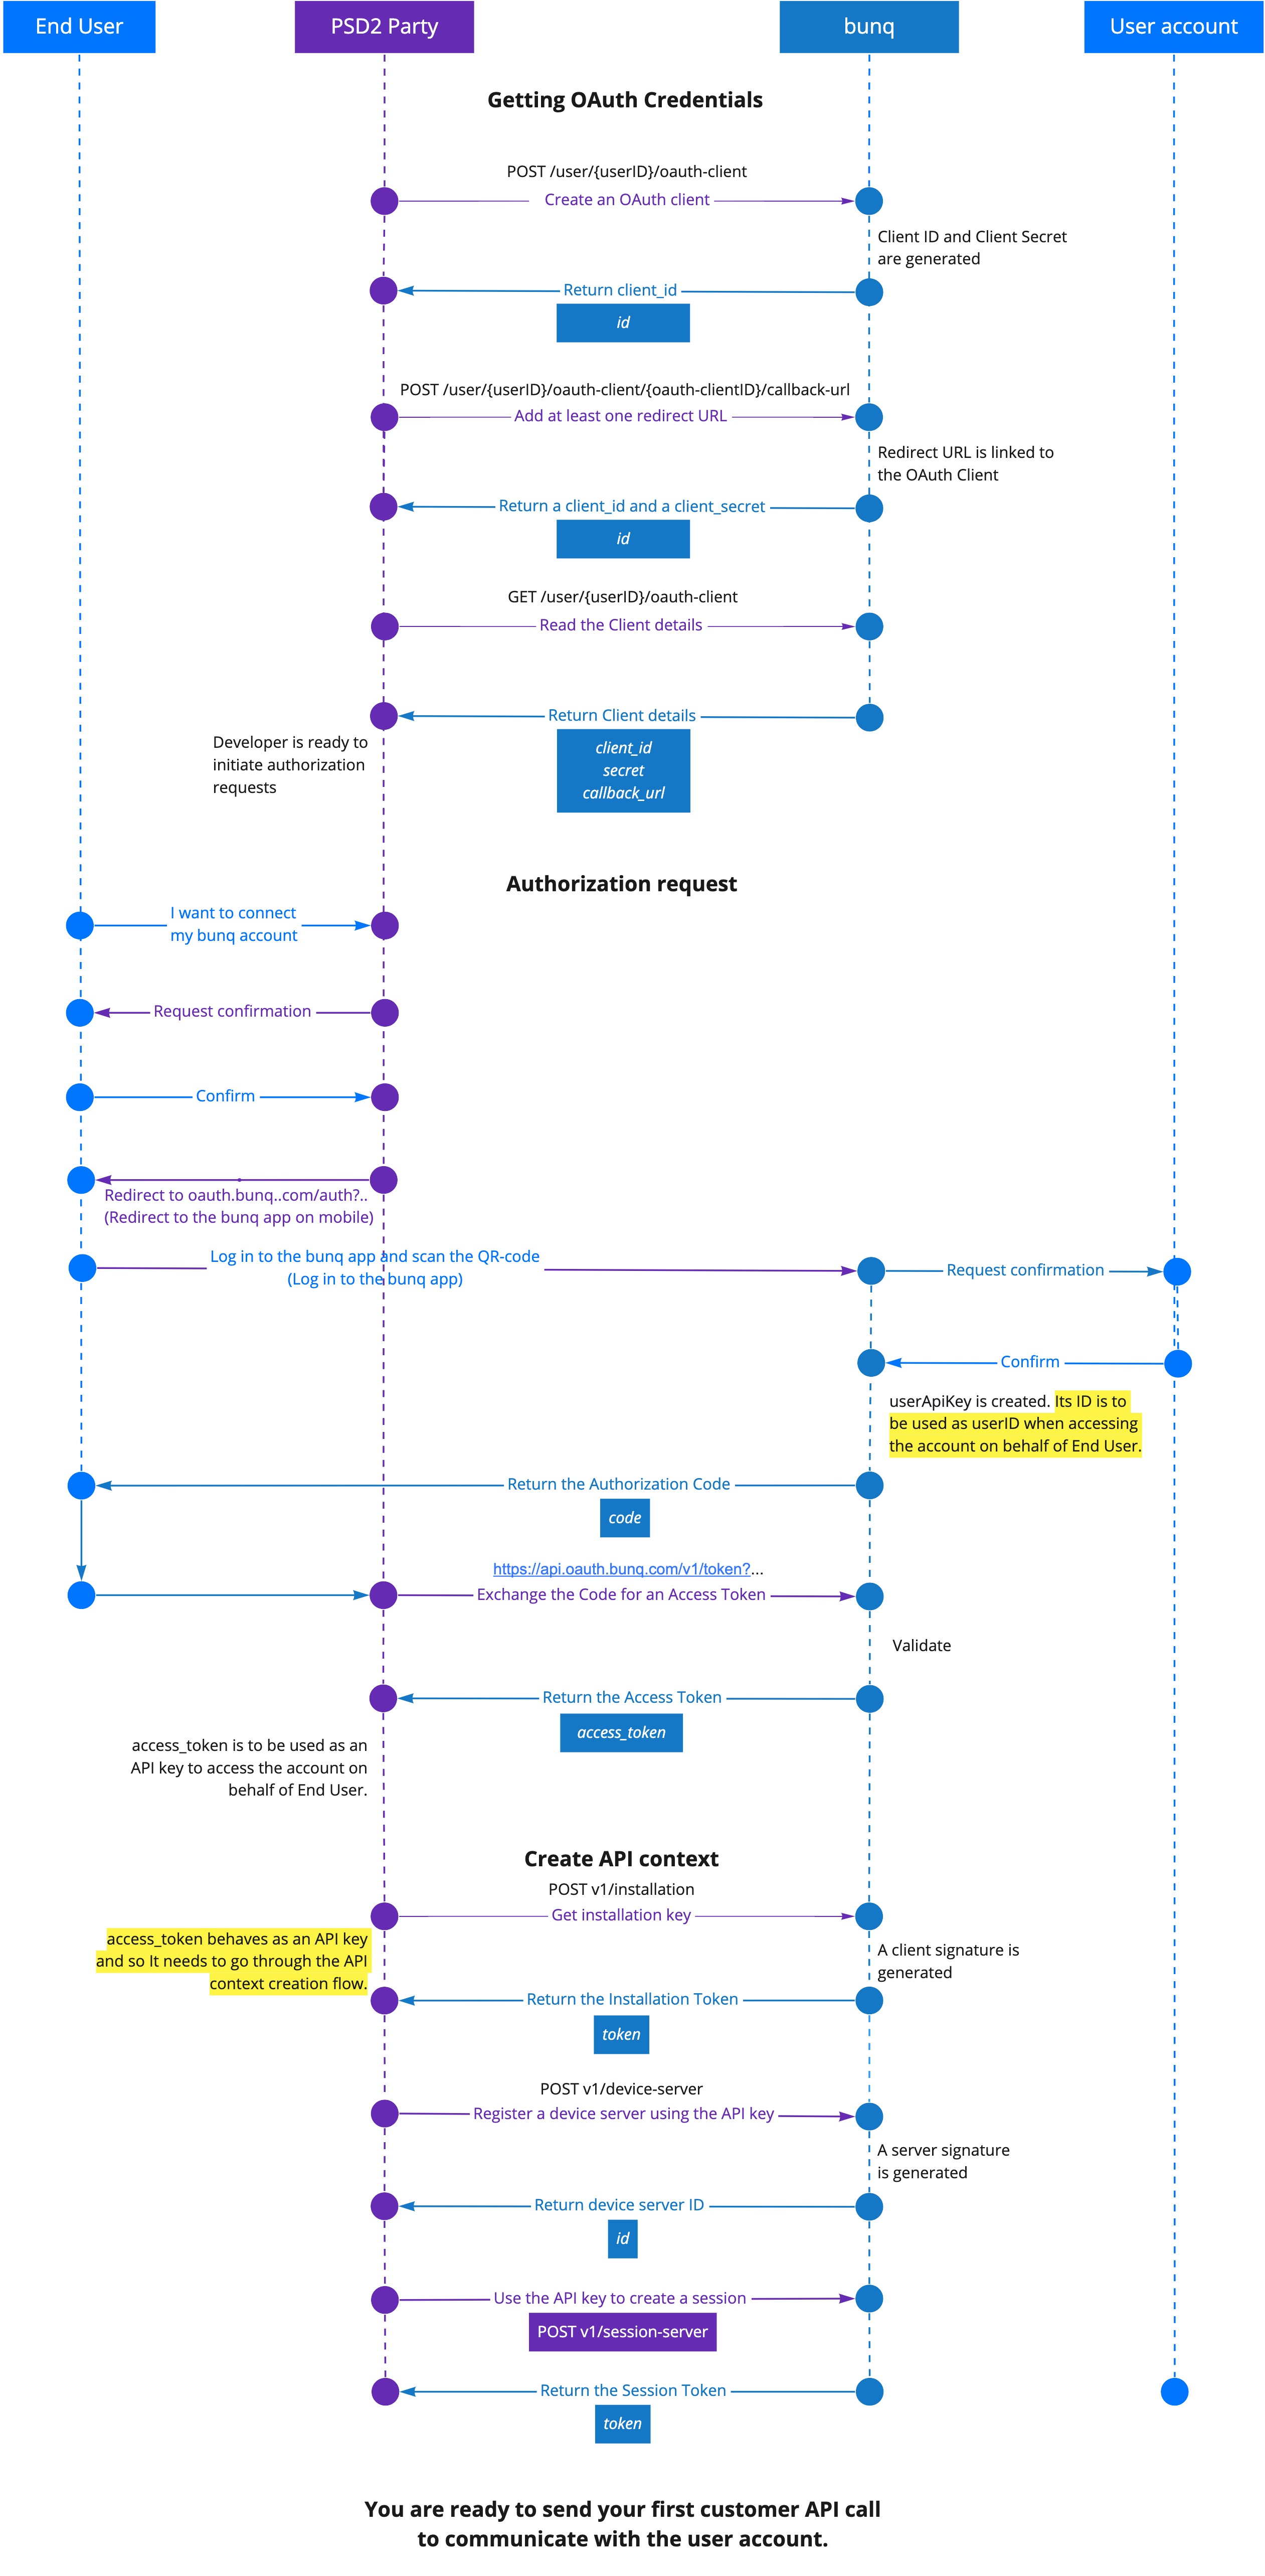 End User
PSD2 Party
bunq
User account
Getting OAuth Credentials
POST /user/{userID}/oauth-client
Create an OAuth client
Client ID and Client Secret
are generated
Return client_id
id
POST /user/{userID}/oauth-client/{oauth-clientID}/callback-url
Add at least one redirect URL
Redirect URL is linked to
the OAuth Client
Return a client_id and a client_secret
id
GET /user/{userID}/oauth-client
Read the Client details
Return Client details
client_id
secret
callback_url
Developer is ready to
initiate authorization
requests
Authorization request
I want to connect
my bunq account
Request confirmation
Confirm
Redirect to oauth.bunq..com/auth?..
(Redirect to the bunq app on mobile)
Log in to the bunq app and scan the QR-code
(Log in to the bunq app)
Request confirmation
Confirm
userApiKey is created. Its ID is to
be used as userID when accessing
the account on behalf of End User.
Return the Authorization Code
code
https://api.oauth.bunq.com/v1/token?...
Exchange the Code for an Access Token
Validate
Return the Access Token
access_token
access_token is to be used as an
API key to access the account on
behalf of End User.
Create API context
POST v1/installation
Get installation key
access_token behaves as an API key
and so It needs to go through the API
context creation flow.
A client signature is
generated
Return the Installation Token
token
POST v1/device-server
Register a device server using the API key
A server signature
is generated
Return device server ID
id
Use the API key to create a session
POST v1/session-server
Return the Session Token
token
You are ready to send your first customer API call
to communicate with the user account.